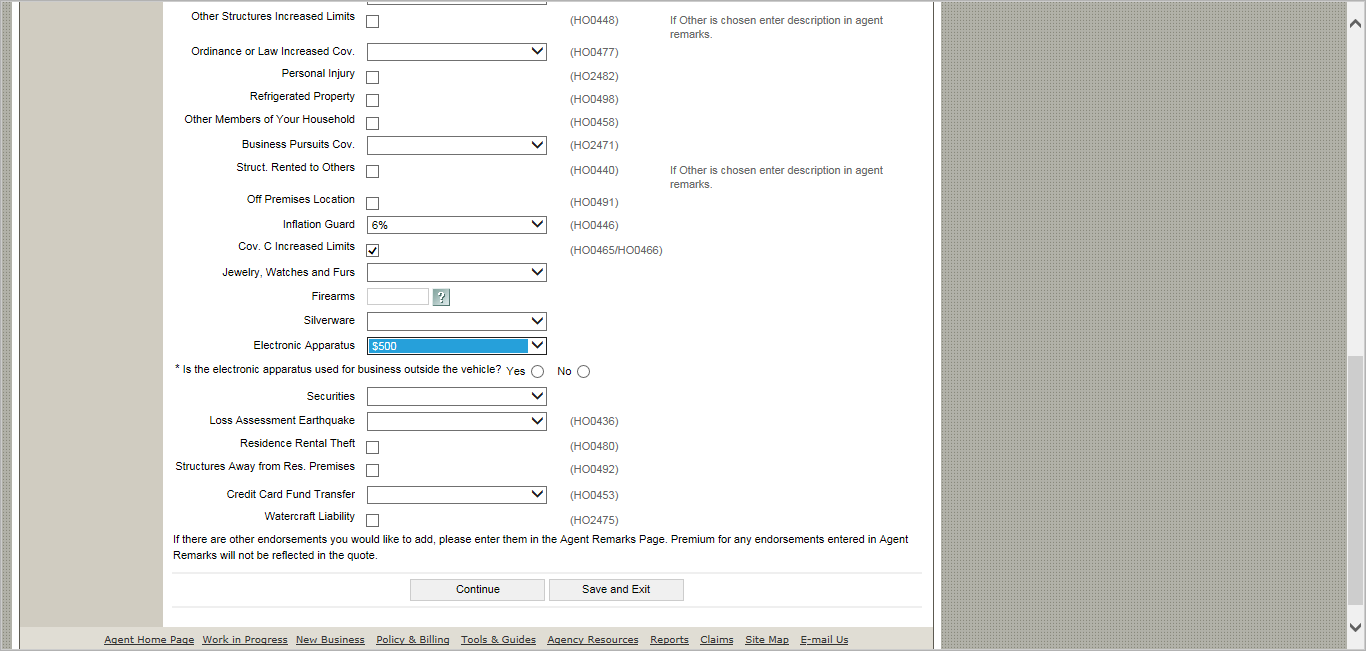 Other Structures Increased Limits (HO0448) If Other is chosen enter description in agent
remarks.
Ordinance or Law Increased Cov. (HO0477)
Personal Injury (HO2482)
Refrigerated Property (HO0498)
Other Members of Your Household (HO0458)
Business Pursuits Cov. (HO2471)
Struct. Rented to Others (HO0440) If Other is chosen enter description in agent
remarks.
Off Premises Location (HO0491)
Inflation Guard 6% (HO0446)
Cov. C Increased Limits (HO0465/HO0466)
Jewelry, Watches and Furs
Firearms ?
Silverware
Electronic Apparatus $500
* Is the electronic apparatus used for business outside the vehicle? Yes No
Securities
Loss Assessment Earthquake (HO0436)
Residence Rental Theft (HO0480)
Structures Away from Res. Premises (HO0492)
Credit Card Fund Transfer (HO0453)
Watercraft Liability (HO2475)
If there are other endorsements you would like to add, please enter them in the Agent Remarks Page. Premium for any endorsements entered in Agent
Remarks will not be reflected in the quote.
Continue Save and Exit
Agent Home Page Work in Progress New Business Policy & Billing Tools & Guides Agency Resources Reports Claims Site Map E-mail Us